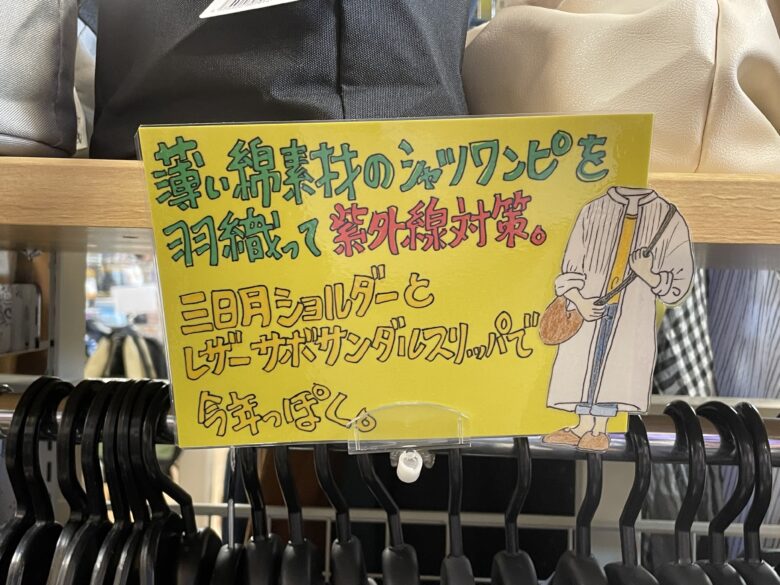 薄い綿素材のシャツワンピを
羽織って紫外線対策。
三日月ショルダーと
レザーサボサンダルスリッパで
今年っぽく。